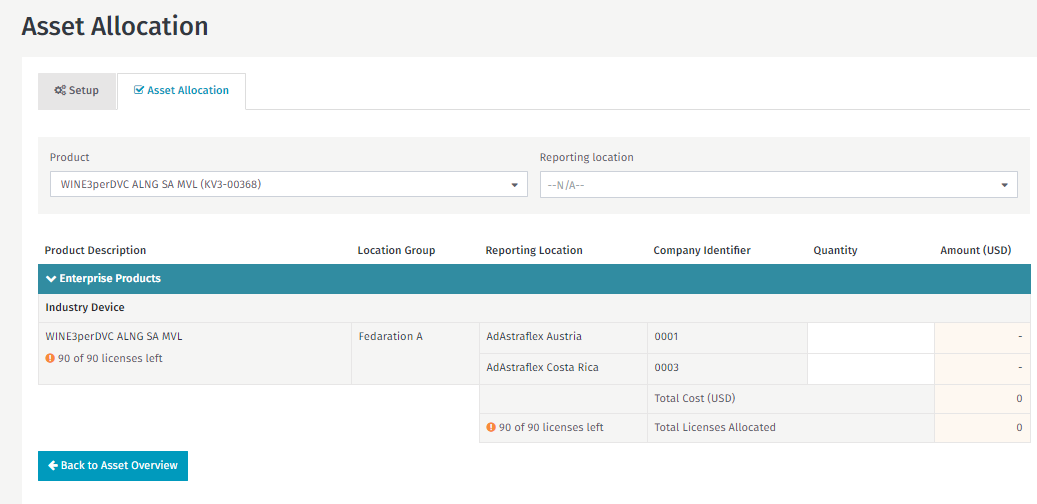 Asset Allocation
Setup
Asset Allocation
Product
Reporting location
WINE3perDVC ALNG SA MVL (KV3-00368)
--N/A--
Product Description Location Group Reporting Location Company Identifier Quantity Amount (USD)
Enterprise Products
Industry Device
WINE3perDVC ALNG SA MVL Fedaration A AdAstraflex Austria 0001 -
90 of 90 licenses left
AdAstraflex Costa Rica 0003 -
Total Cost (USD) 0
90 of 90 licenses left Total Licenses Allocated 0
Back to Asset Overview